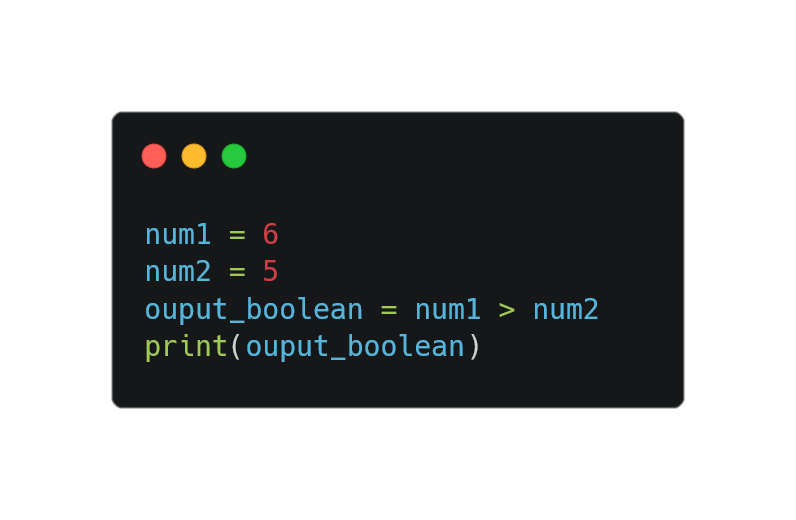 num1 = 6
num2 = 5
ouput_boolean = num1 > num2
print(ouput_boolean)